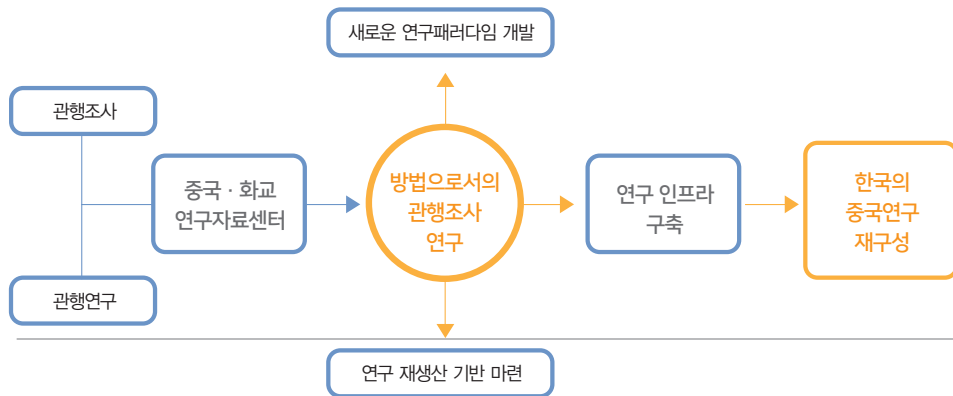 새로운 연구패러다임 개발
관행조사
중국 · 화교
연구자료센터
방법으로서의
관행조사
연구
연구 인프라
구축
한국의
중국연구
재구성
관행연구
연구 재생산 기반 마련